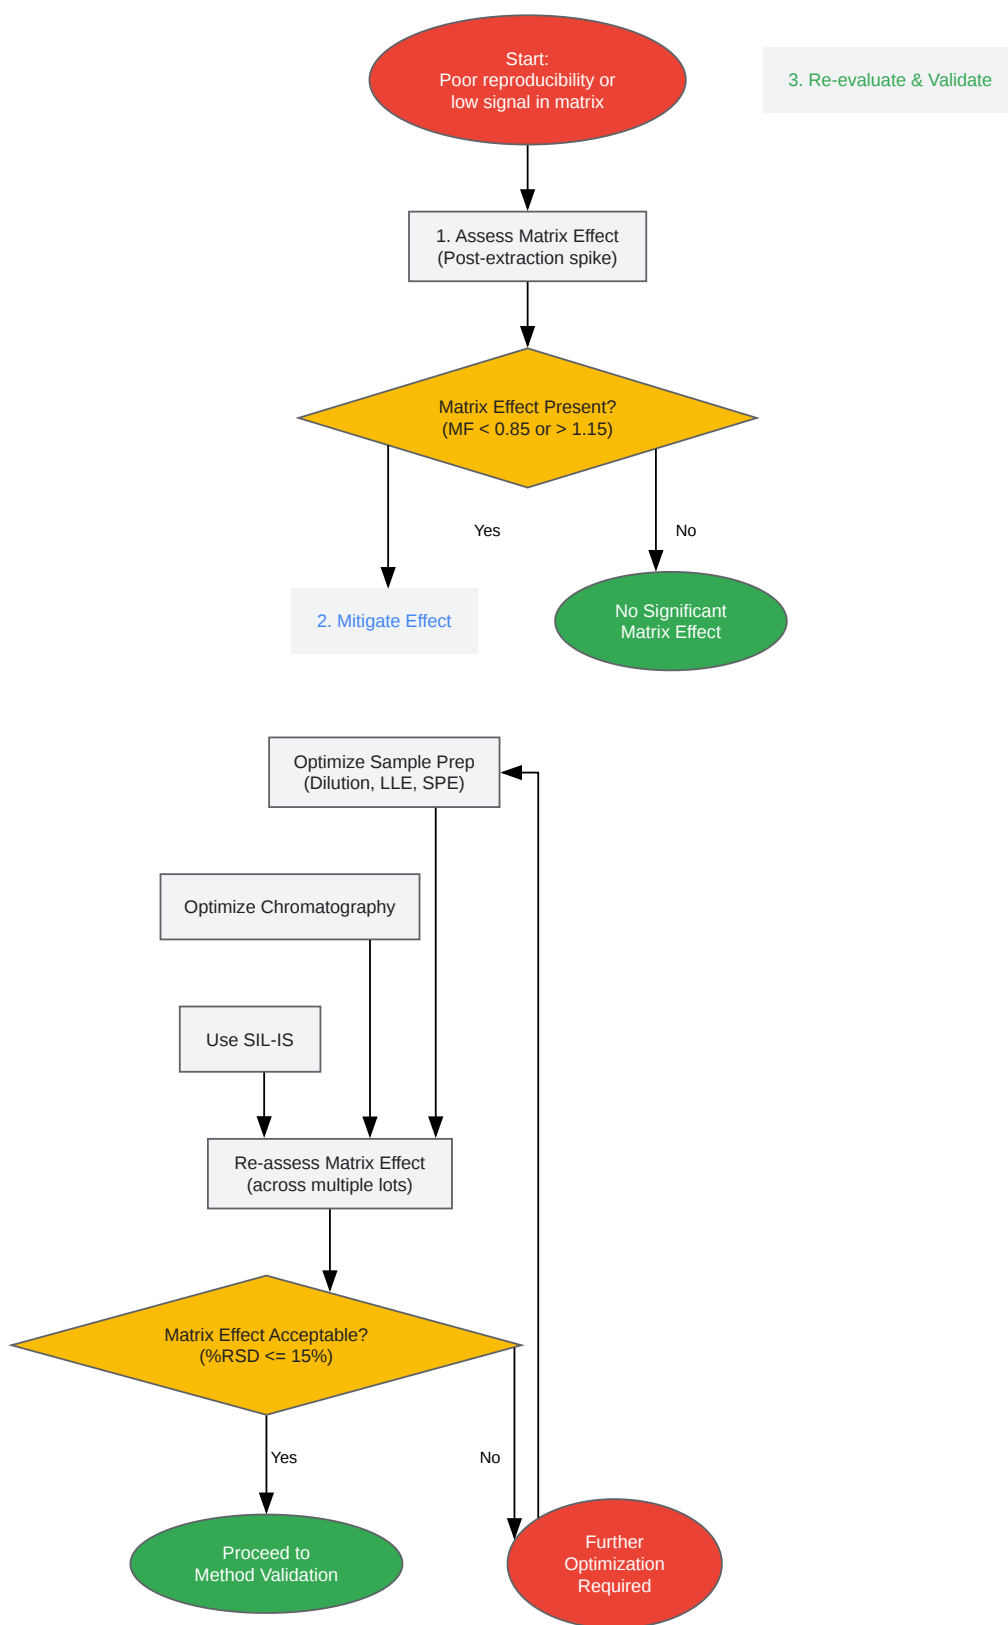 Start:
Poor reproducibility or
low signal in matrix
3. Re-evaluate & Validate
1. Assess Matrix Effect
(Post-extraction spike)
Matrix Effect Present?
(MF < 0.85 or > 1.15)
Yes
No
2. Mitigate Effect
No Significant
Matrix Effect
Optimize Sample Prep
(Dilution, LLE, SPE)
Optimize Chromatography
Use SIL-IS
Re-assess Matrix Effect
(across multiple lots)
Matrix Effect Acceptable?
(%RSD <= 15%)
Yes
No
Proceed to
Method Validation
Further
Optimization
Required